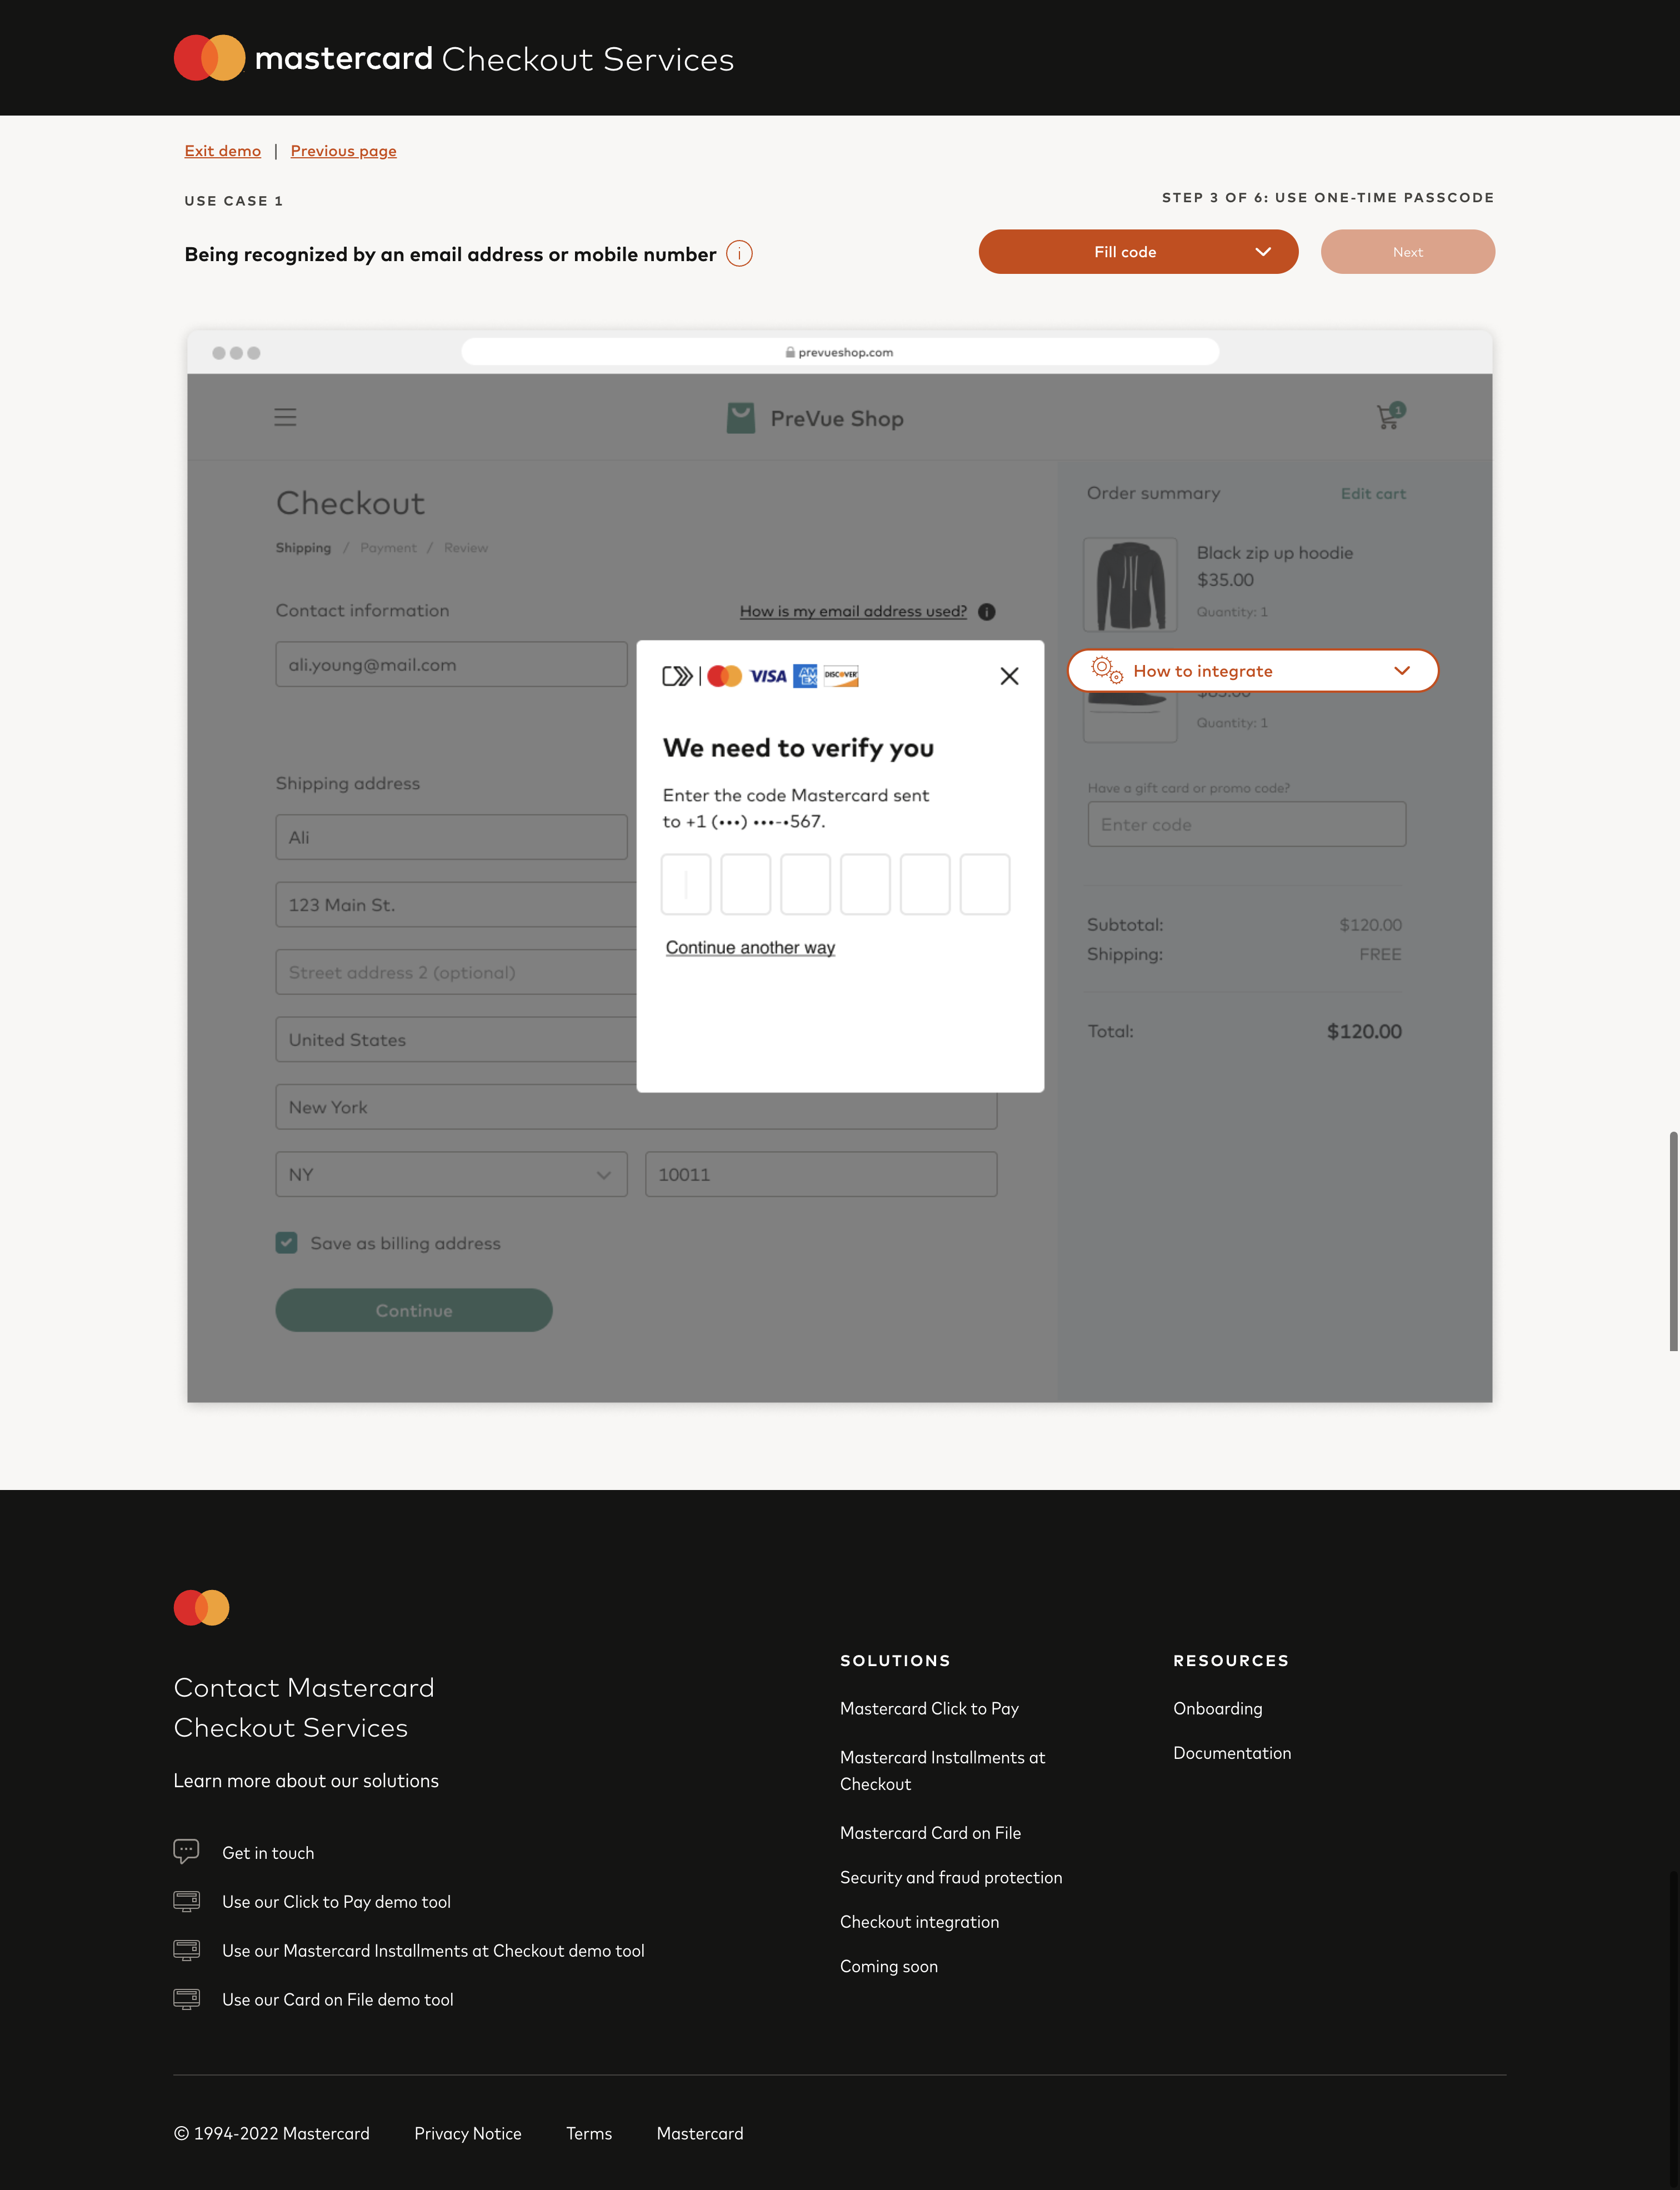 mastercard Checkout Services
Exit demo | Previous page
USE CASE 1
STEP 3 OF 6: USE ONE-TIME PASSCODE
Being recognized by an email address or mobile number
Fill code
Next
prevueshop.com
PreVue Shop
1
Checkout
Shipping / Payment / Review
Contact information
How is my email address used?
ali.young@mail.com
Shipping address
Ali
123 Main St.
Street address 2 (optional)
United States
New York
NY
10011
Save as billing address
Continue
VISA
AMEX
DISCOVER
We need to verify you
Enter the code Mastercard sent
to +1 (•••) •••-•567.
Continue another way
Order summary
Edit cart
Black zip up hoodie
$35.00
Quantity: 1
How to integrate
$85.00
Quantity: 1
Have a gift card or promo code?
Enter code
Subtotal: $120.00
Shipping: FREE
Total: $120.00
Contact Mastercard
Checkout Services
Learn more about our solutions
Get in touch
Use our Click to Pay demo tool
Use our Mastercard Installments at Checkout demo tool
Use our Card on File demo tool
SOLUTIONS
Mastercard Click to Pay
Mastercard Installments at
Checkout
Mastercard Card on File
Security and fraud protection
Checkout integration
Coming soon
RESOURCES
Onboarding
Documentation
© 1994-2022 Mastercard
Privacy Notice
Terms
Mastercard